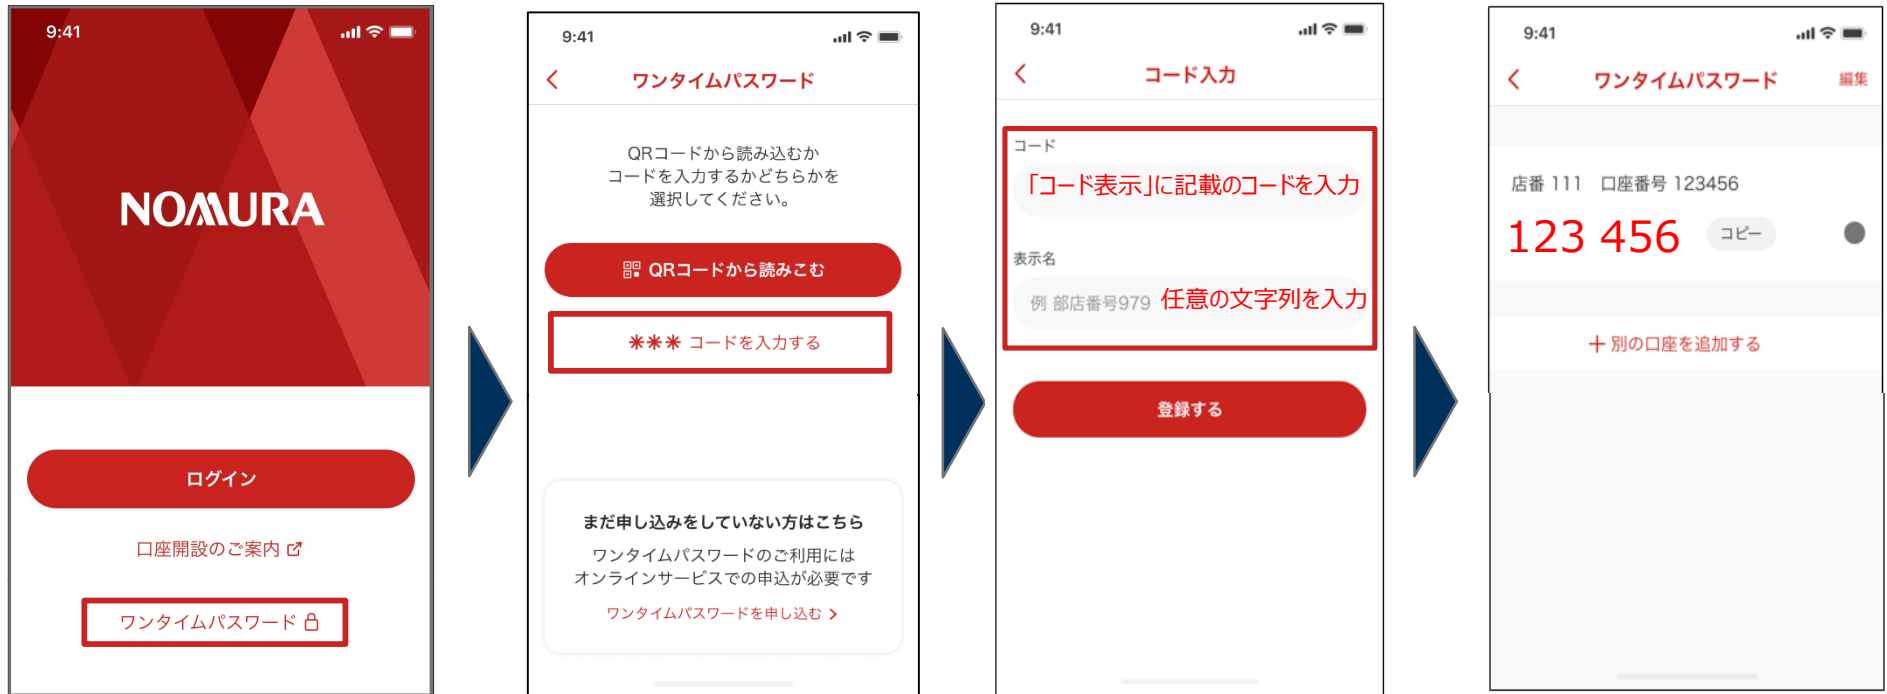 9:41
NOMURA
ログイン
口座開設のご案内
ワンタイムパスワード
9:41
ワンタイムパスワード
QRコードから読み込むか
コードを入力するかどちらかを
選択してください。
QRコードから読みこむ
＊＊＊ コードを入力する
まだ申し込みをしていない方はこちら
ワンタイムパスワードのご利用には
オンラインサービスでの申込が必要です
ワンタイムパスワードを申し込む
9:41
コード入力
コード
「コード表示」に記載のコードを入力
表示名
例 部店番号979 任意の文字列を入力
登録する
9:41
ワンタイムパスワード 編集
店番 111 口座番号 123456
123 456 コピー
＋別の口座を追加する